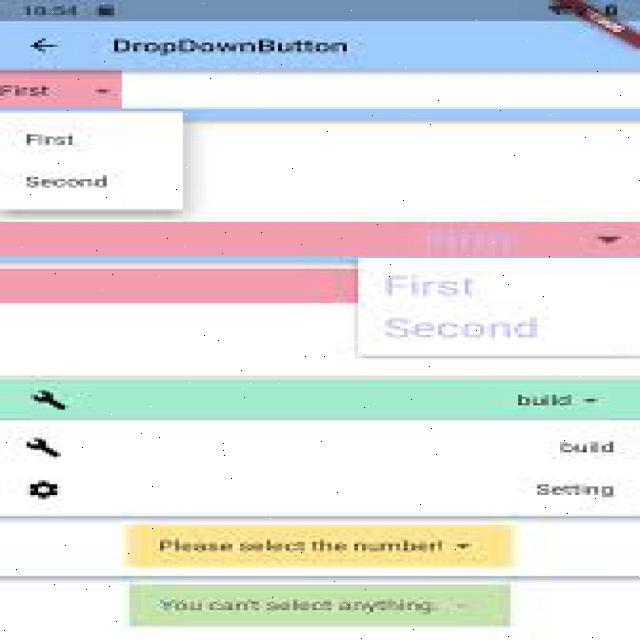 10:54
DropDownButton
First
First
Second
First
Second
build
build
Setting
Please select the number!
You can't select anything.